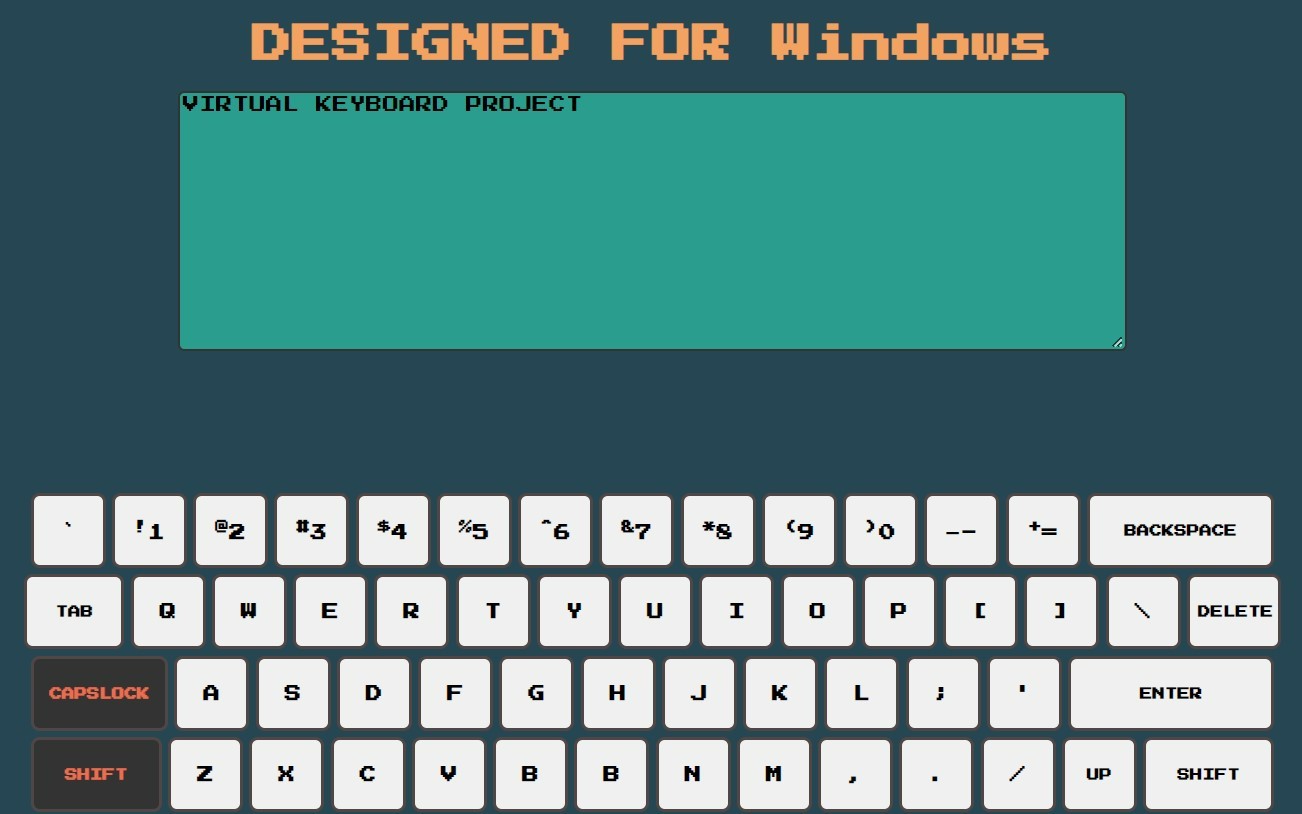 DESIGNED FOR Windows
VIRTUAL KEYBOARD PROJECT
` !1 @2 #3 $4 %5 ^6 &7 *8 (9 )0 _- += BACKSPACE
TAB Q W E R T Y U I O P [ ] \ DELETE
CAPSLOCK A S D F G H J K L ; ' ENTER
SHIFT Z X C V B B N M , . / UP SHIFT